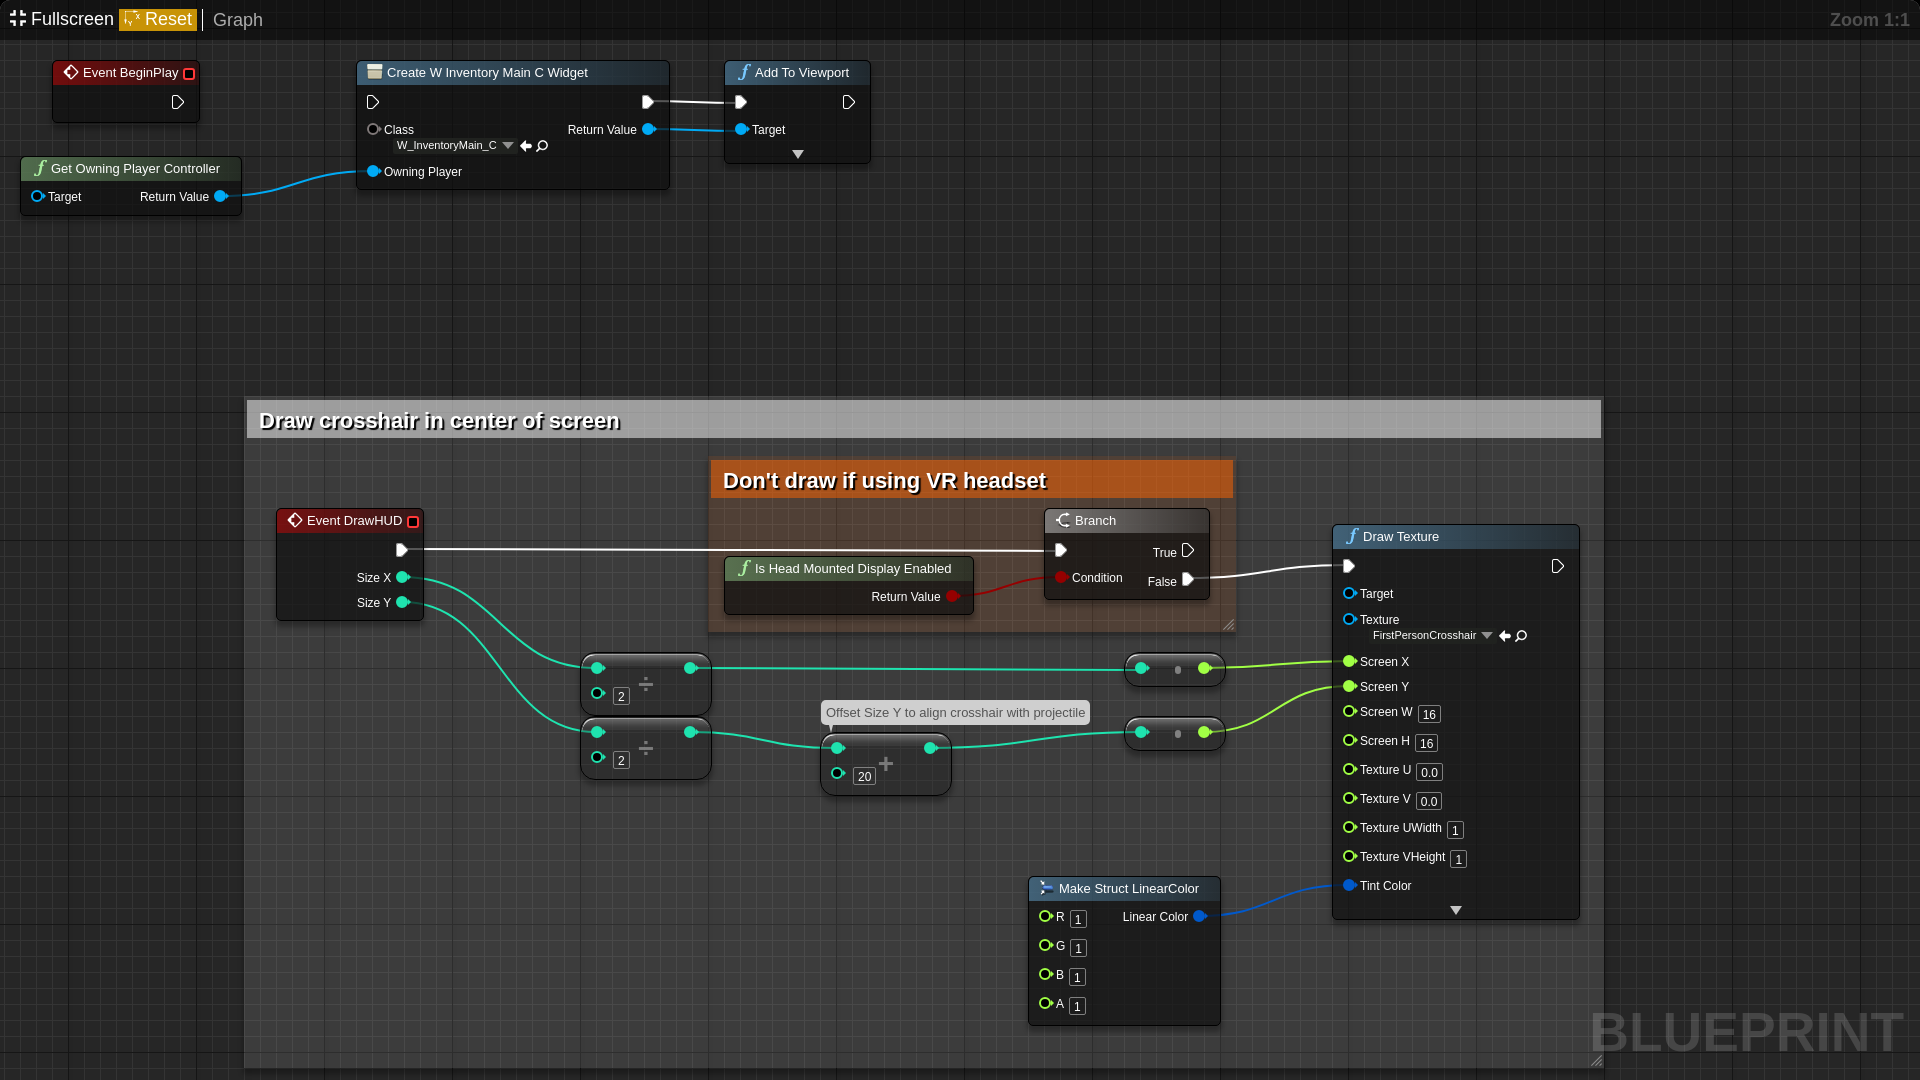 Fullscreen Reset Graph Zoom 1:1
Event BeginPlay
Create W Inventory Main C Widget
Class
W_InventoryMain_C
Return Value
Owning Player
Add To Viewport
Target
Get Owning Player Controller
Target Return Value
Draw crosshair in center of screen
Don't draw if using VR headset
Event DrawHUD
Size X
Size Y
Is Head Mounted Display Enabled
Return Value
Branch
True
Condition
False
2
2
Offset Size Y to align crosshair with projectile
20
Draw Texture
Target
Texture
FirstPersonCrosshair
Screen X
Screen Y
Screen W 16
Screen H 16
Texture U 0.0
Texture V 0.0
Texture UWidth 1
Texture VHeight 1
Tint Color
Make Struct LinearColor
R 1 Linear Color
G 1
B 1
A 1
BLUEPRINT